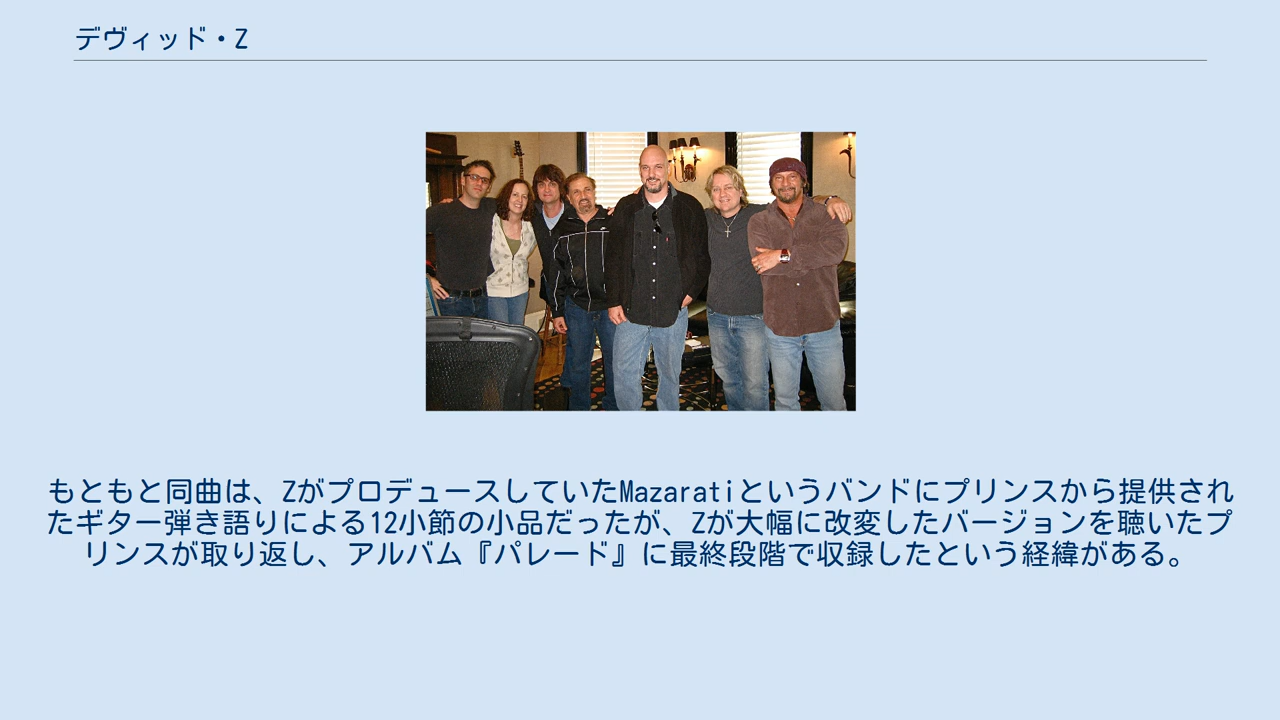 デヴィッド・Z
もともと同曲は、ZがプロデュースしていたMazaratiというバンドにプリンスから提供され
たギター弾き語りによる12小節の小品だったが、Zが大幅に改変したバージョンを聴いたプ
リンスが取り返し、アルバム『パレード』に最終段階で収録したという経緯がある。